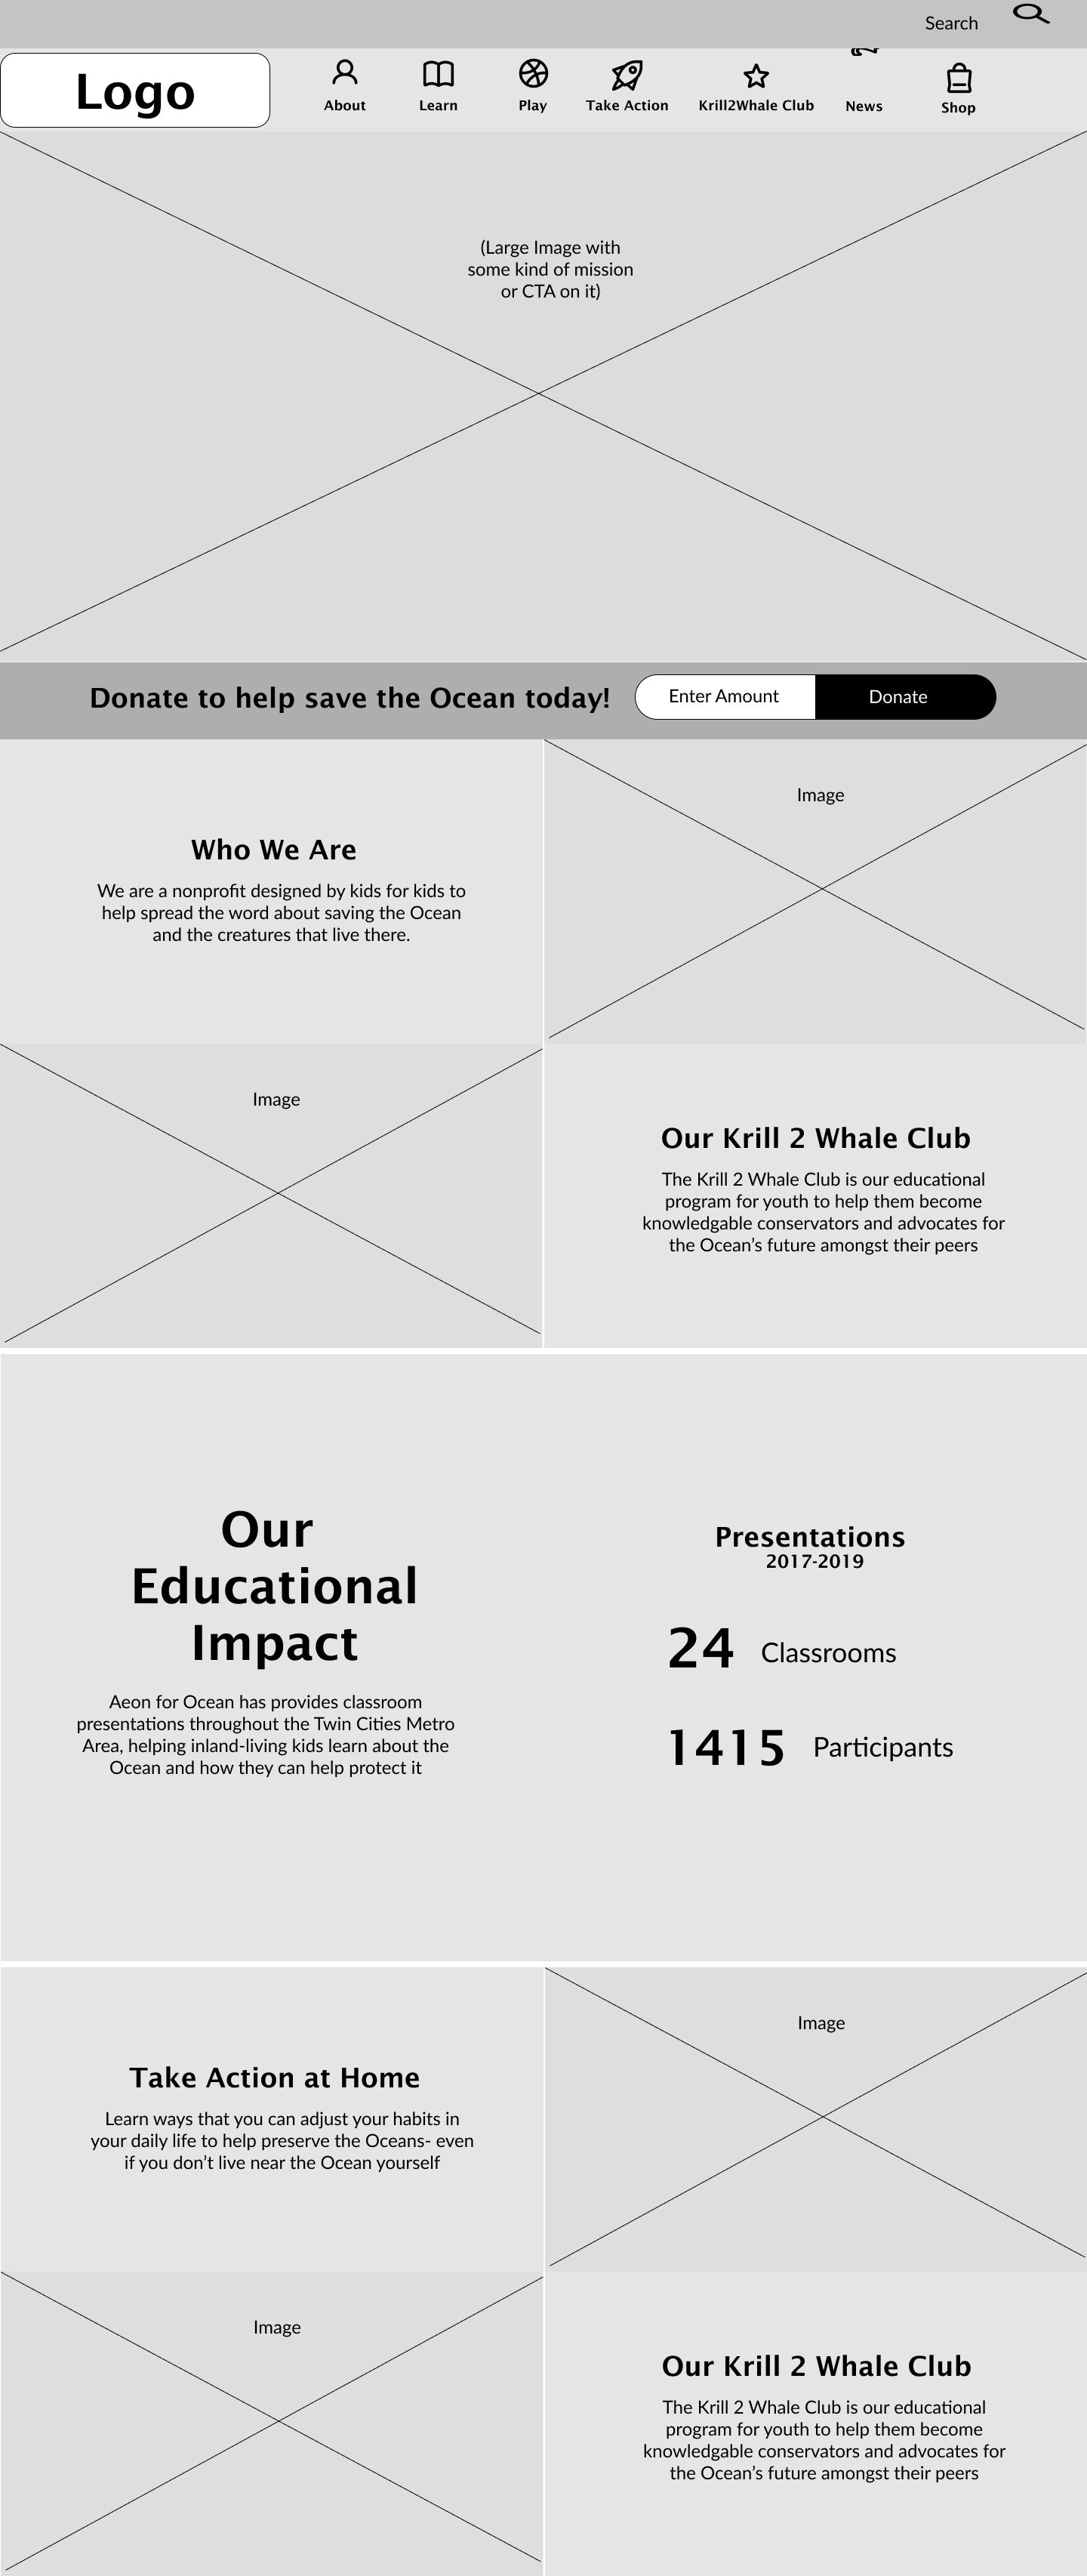 Search
Logo
About
Learn
Play
Take Action
Krill2Whale Club
News
Shop
(Large Image with
some kind of mission
or CTA on it)
Donate to help save the Ocean today!
Enter Amount
Donate
Who We Are
We are a nonprofit designed by kids for kids to
help spread the word about saving the Ocean
and the creatures that live there.
Image
Image
Our Krill 2 Whale Club
The Krill 2 Whale Club is our educational
program for youth to help them become
knowledgable conservators and advocates for
the Ocean’s future amongst their peers
Our
Educational
Impact
Aeon for Ocean has provides classroom
presentations throughout the Twin Cities Metro
Area, helping inland-living kids learn about the
Ocean and how they can help protect it
Presentations
2017-2019
24 Classrooms
1415 Participants
Take Action at Home
Learn ways that you can adjust your habits in
your daily life to help preserve the Oceans- even
if you don’t live near the Ocean yourself
Image
Image
Our Krill 2 Whale Club
The Krill 2 Whale Club is our educational
program for youth to help them become
knowledgable conservators and advocates for
the Ocean’s future amongst their peers